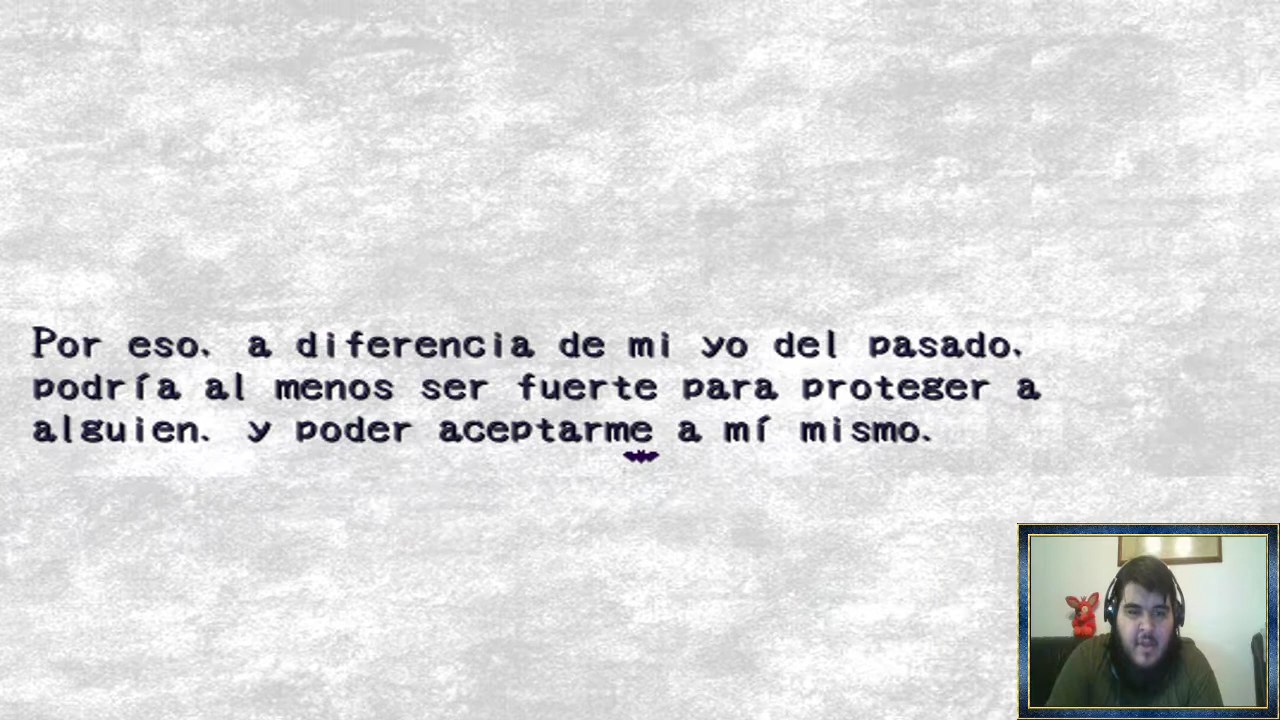 Por eso, a diferencia de mi yo del pasado,
podría al menos ser fuerte para proteger a
alguien, y poder aceptarme a mí mismo.